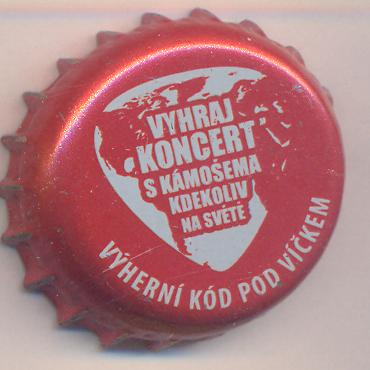 VYHRAJ
KONCERT
S KÁMOŠEMA
KDEKOLIV
NA SVĚTĚ
VÝHERNÍ KÓD POD VÍČKEM